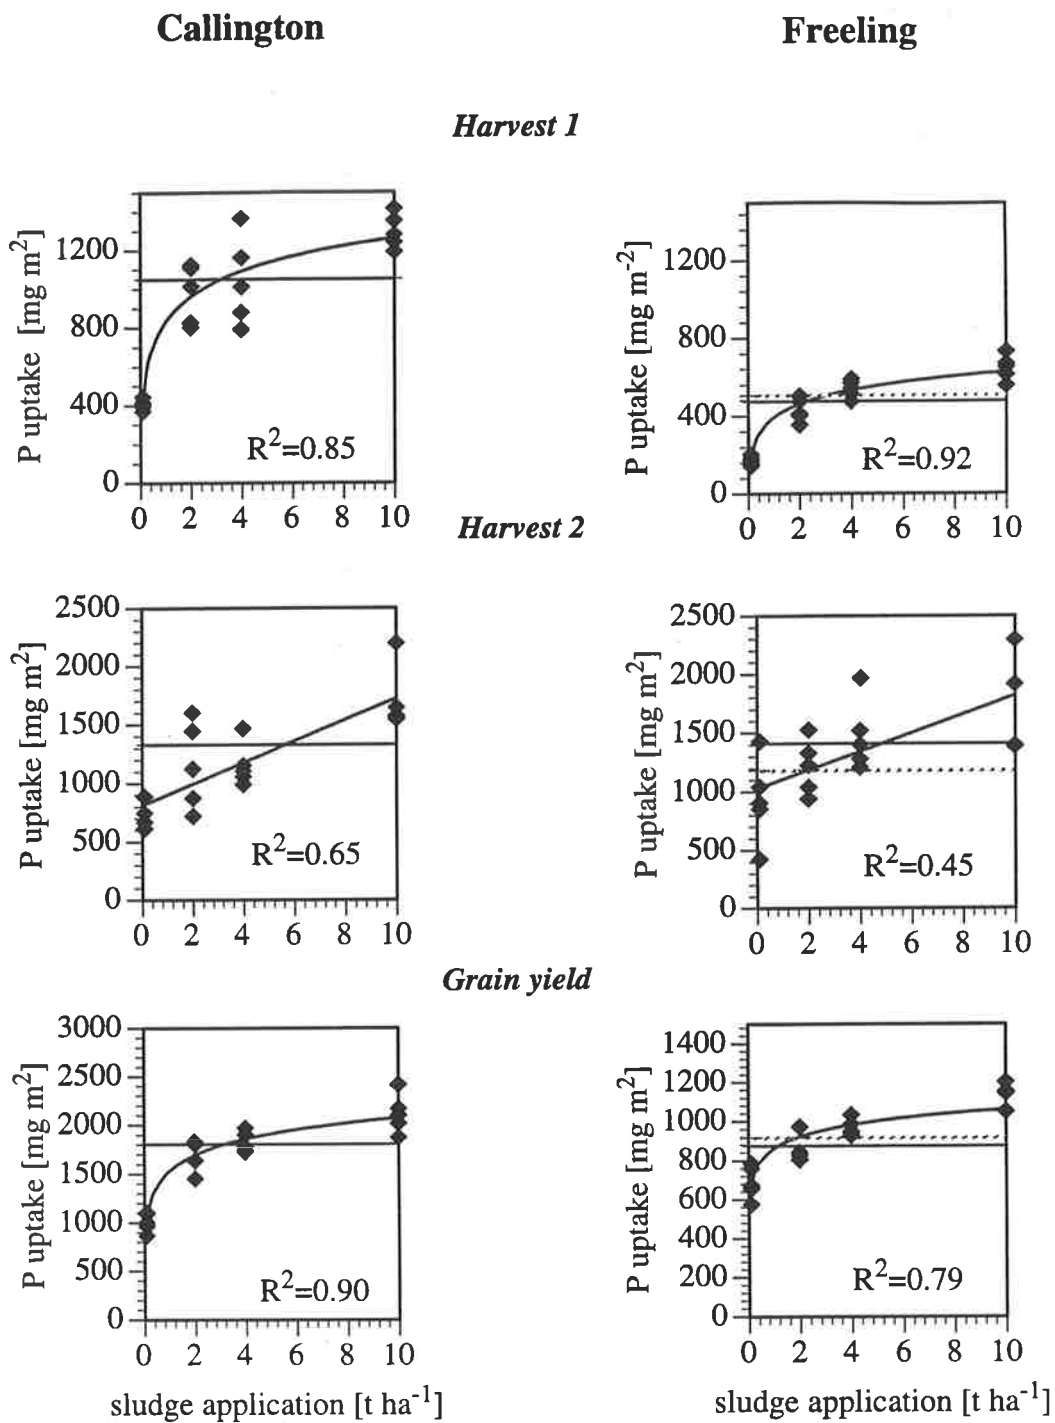 Callington
Freeling
Harvest 1
P uptake [mg m²]
1200
800
400
0
R²=0.85
0 2 4 6 8 10
P uptake [mg m⁻²]
1200
800
400
0
R²=0.92
0 2 4 6 8 10
Harvest 2
P uptake [mg m²]
2500
2000
1500
1000
500
0
R²=0.65
0 2 4 6 8 10
P uptake [mg m²]
2500
2000
1500
1000
500
0
R²=0.45
0 2 4 6 8 10
Grain yield
P uptake [mg m²]
3000
2500
2000
1500
1000
500
0
R²=0.90
0 2 4 6 8 10
sludge application [t ha⁻¹]
P uptake [mg m²]
1400
1200
1000
800
600
400
200
0
R²=0.79
0 2 4 6 8 10
sludge application [t ha⁻¹]